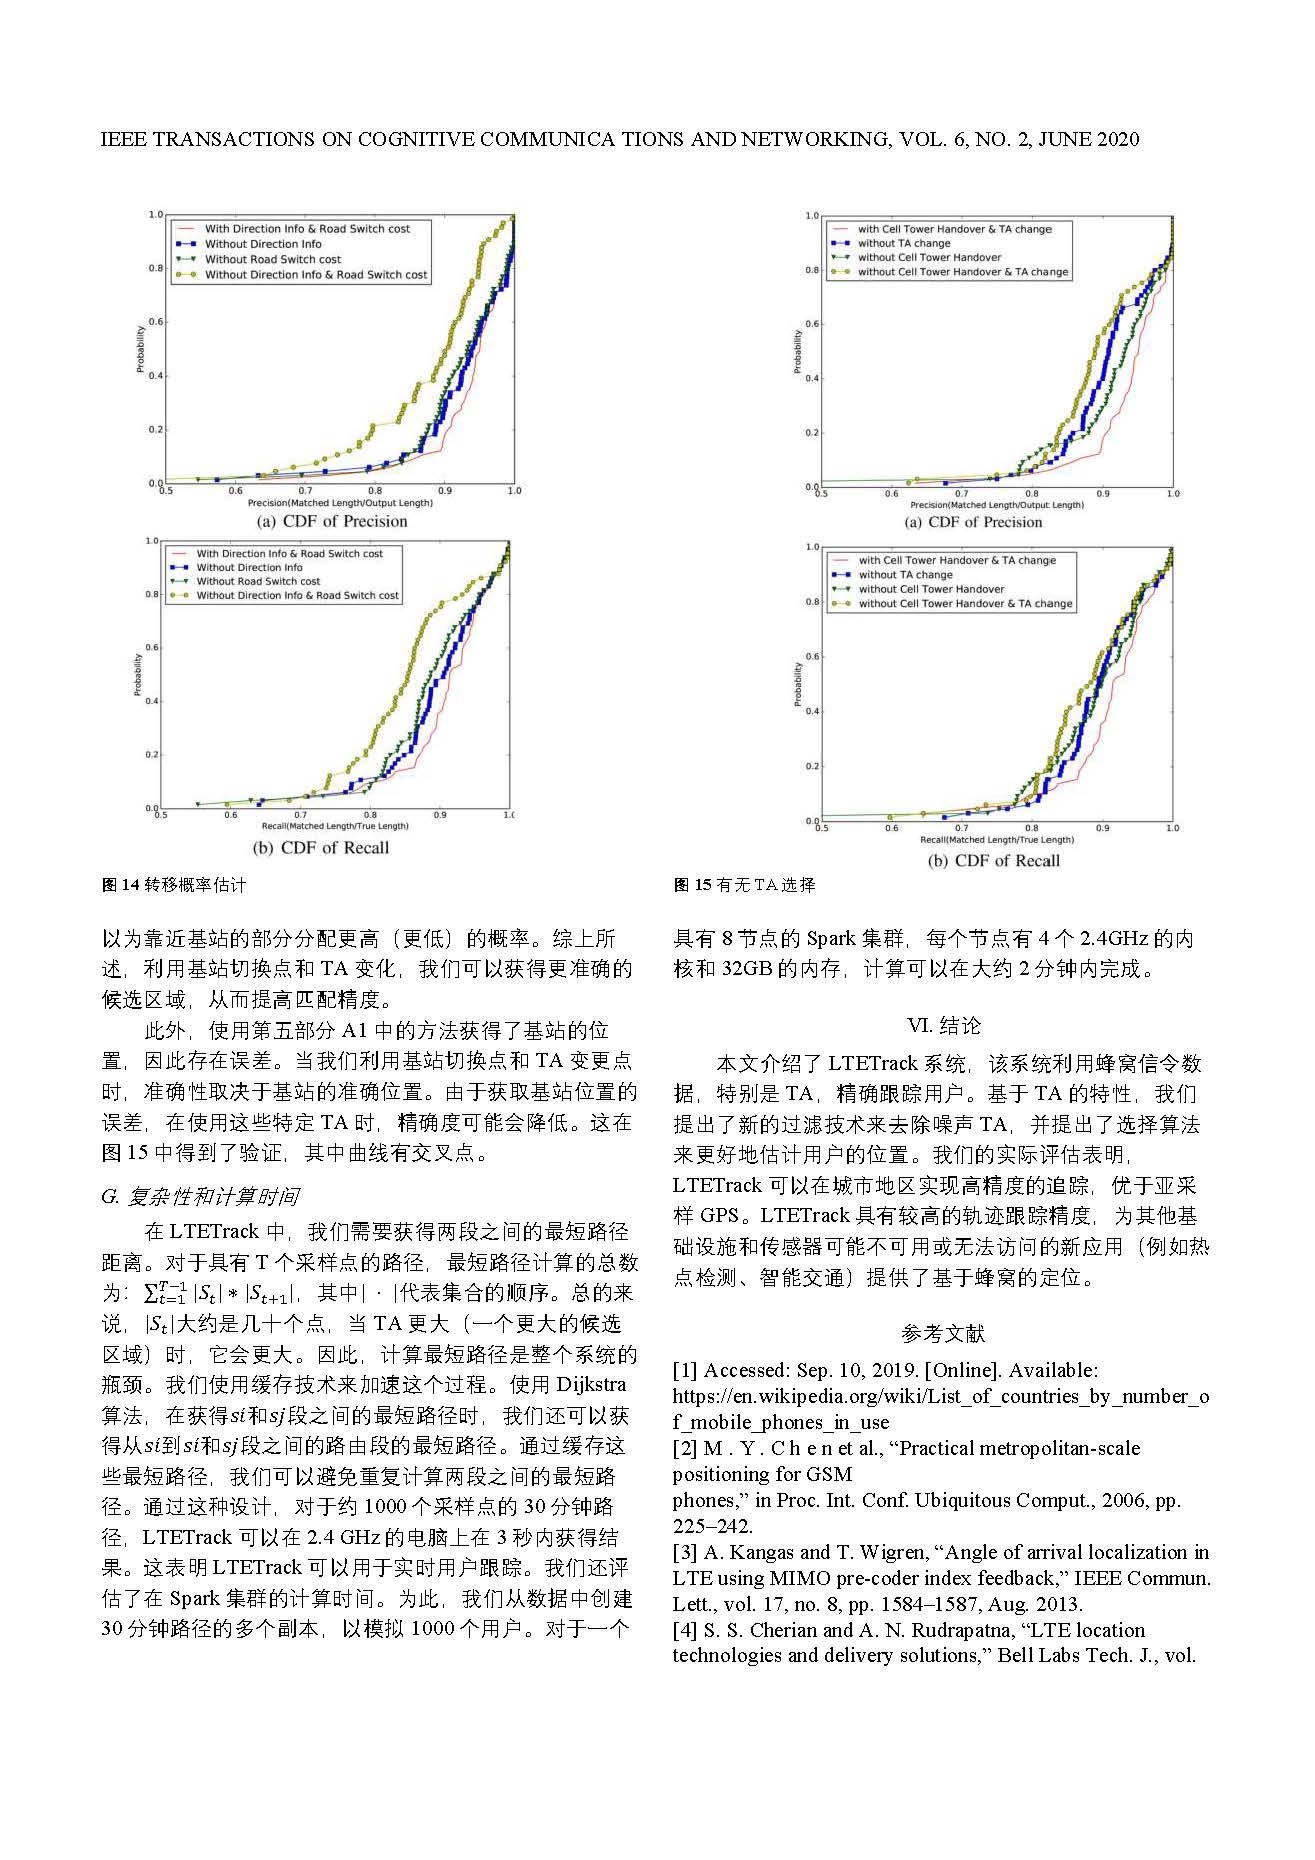 IEEE TRANSACTIONS ON COGNITIVE COMMUNICA TIONS AND NETWORKING, VOL. 6, NO. 2, JUNE 2020
With Direction Info & Road Switch cost
Without Direction Info
Without Road Switch cost
Without Direction Info & Road Switch cost
1.0
0.8
0.6
0.4
0.2
0.0
Probability
0.5 0.6 0.7 0.8 0.9 1.0
Precision(Matched Length/Output Length)
(a) CDF of Precision
With Direction Info & Road Switch cost
Without Direction Info
Without Road Switch cost
Without Direction Info & Road Switch cost
1.0
0.8
0.6
0.4
0.2
0.0
Probability
0.5 0.6 0.7 0.8 0.9 1.0
Recall(Matched Length/True Length)
(b) CDF of Recall
图 14 转移概率估计
以为靠近基站的部分分配更高（更低）的概率。综上所
述，利用基站切换点和 TA 变化，我们可以获得更准确的
候选区域，从而提高匹配精度。
此外，使用第五部分 A1 中的方法获得了基站的位
置，因此存在误差。当我们利用基站切换点和 TA 变更点
时，准确性取决于基站的准确位置。由于获取基站位置的
误差，在使用这些特定 TA 时，精确度可能会降低。这在
图 15 中得到了验证，其中曲线有交叉点。
G. 复杂性和计算时间
在 LTETrack 中，我们需要获得两段之间的最短路径
距离。对于具有 T 个采样点的路径，最短路径计算的总数
为：∑_{t=1}^{T−1} |S_t| ∗ |S_{t+1}|，其中| · |代表集合的顺序。总的来
说，|S_t|大约是几十个点，当 TA 更大（一个更大的候选
区域）时，它会更大。因此，计算最短路径是整个系统的
瓶颈。我们使用缓存技术来加速这个过程。使用 Dijkstra
算法，在获得si和sj段之间的最短路径时，我们还可以获
得从si到si和sj段之间的路由段的最短路径。通过缓存这
些最短路径，我们可以避免重复计算两段之间的最短路
径。通过这种设计，对于约 1000 个采样点的 30 分钟路
径，LTETrack 可以在 2.4 GHz 的电脑上在 3 秒内获得结
果。这表明 LTETrack 可以用于实时用户跟踪。我们还评
估了在 Spark 集群的计算时间。为此，我们从数据中创建
30 分钟路径的多个副本，以模拟 1000 个用户。对于一个
with Cell Tower Handover & TA change
without TA change
without Cell Tower Handover
without Cell Tower Handover & TA change
1.0
0.8
0.6
0.4
0.2
0.0
Probability
0.5 0.6 0.7 0.8 0.9 1.0
Precision(Matched Length/Output Length)
(a) CDF of Precision
with Cell Tower Handover & TA change
without TA change
without Cell Tower Handover
without Cell Tower Handover & TA change
1.0
0.8
0.6
0.4
0.2
0.0
Probability
0.5 0.6 0.7 0.8 0.9 1.0
Recall(Matched Length/True Length)
(b) CDF of Recall
图 15 有无 TA 选择
具有 8 节点的 Spark 集群，每个节点有 4 个 2.4GHz 的内
核和 32GB 的内存，计算可以在大约 2 分钟内完成。
VI. 结论
本文介绍了 LTETrack 系统，该系统利用蜂窝信令数
据，特别是 TA，精确跟踪用户。基于 TA 的特性，我们
提出了新的过滤技术来去除噪声 TA，并提出了选择算法
来更好地估计用户的位置。我们的实际评估表明，
LTETrack 可以在城市地区实现高精度的追踪，优于亚采
样 GPS。LTETrack 具有较高的轨迹跟踪精度，为其他基
础设施和传感器可能不可用或无法访问的新应用（例如热
点检测、智能交通）提供了基于蜂窝的定位。
参考文献
[1] Accessed: Sep. 10, 2019. [Online]. Available:
https://en.wikipedia.org/wiki/List_of_countries_by_number_o
f_mobile_phones_in_use
[2] M . Y . C h e n et al., “Practical metropolitan-scale
positioning for GSM
phones,” in Proc. Int. Conf. Ubiquitous Comput., 2006, pp.
225–242.
[3] A. Kangas and T. Wigren, “Angle of arrival localization in
LTE using MIMO pre-coder index feedback,” IEEE Commun.
Lett., vol. 17, no. 8, pp. 1584–1587, Aug. 2013.
[4] S. S. Cherian and A. N. Rudrapatna, “LTE location
technologies and delivery solutions,” Bell Labs Tech. J., vol.